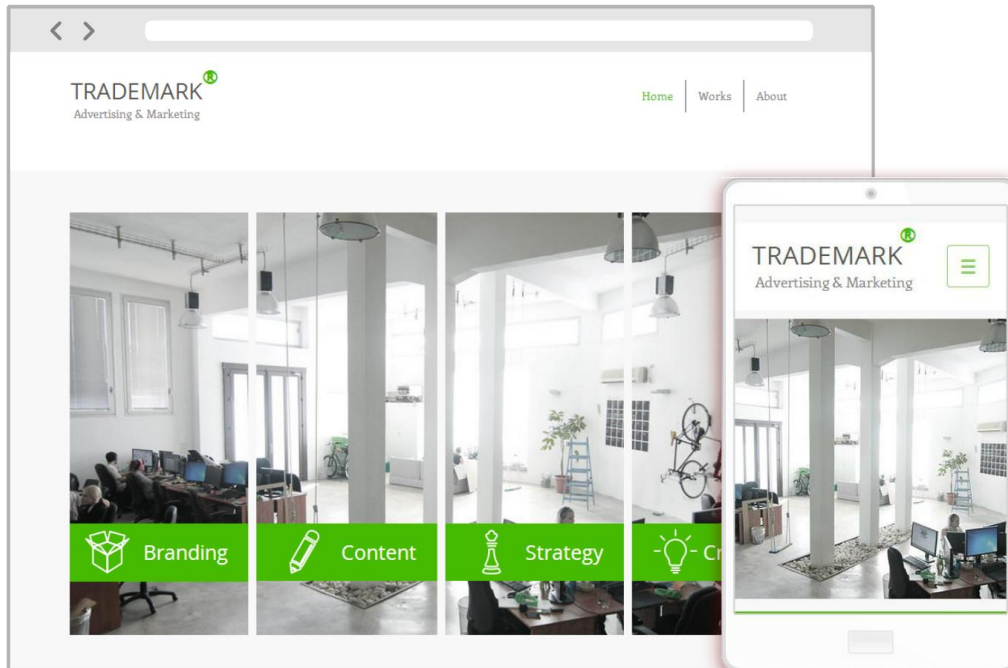 TRADEMARK®
Advertising & Marketing
Home
Works
About
Branding
Content
Strategy
Cr
TRADEMARK®
Advertising & Marketing